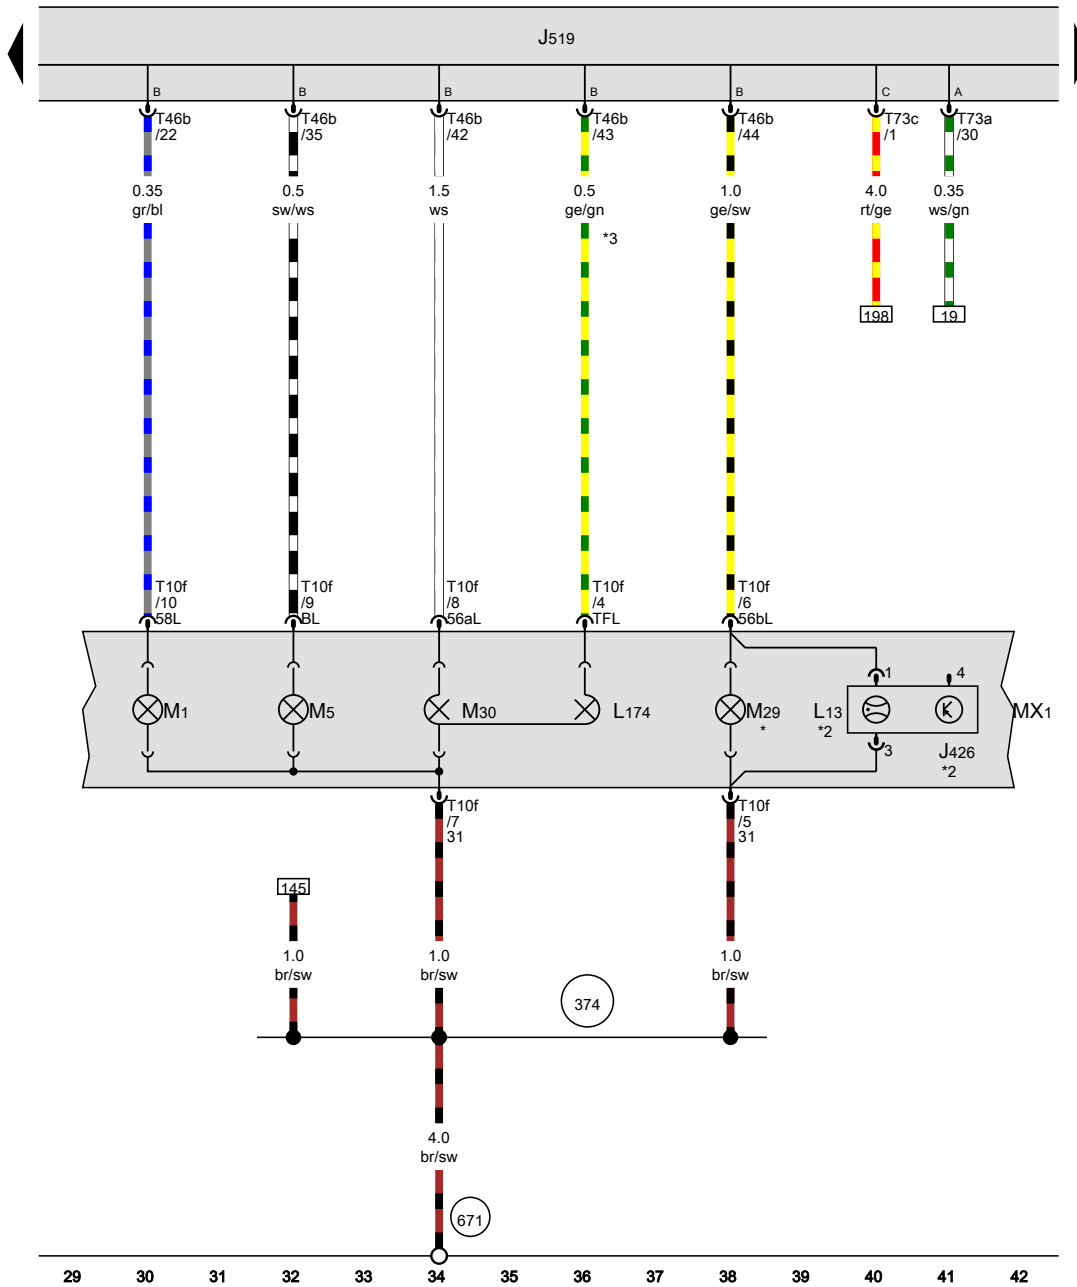 J519
B B B B B C A
T46b T46b T46b T46b T46b T73c T73a
/22 /35 /42 /43 /44 /1 /30
0.35 0.5 1.5 0.5 1.0 4.0 0.35
gr/bl sw/ws ws ge/gn ge/sw rt/ge ws/gn
*3
198 19
T10f T10f T10f T10f T10f
/10 /9 /8 /4 /6
58L BL 56aL TFL 56bL
1 4
M1 M5 M30 L174 M29 L13 MX1
* *2
3 J426
*2
T10f T10f
/7 /5
31 31
145
1.0 1.0 1.0
br/sw br/sw br/sw
374
4.0
br/sw
671
29 30 31 32 33 34 35 36 37 38 39 40 41 42